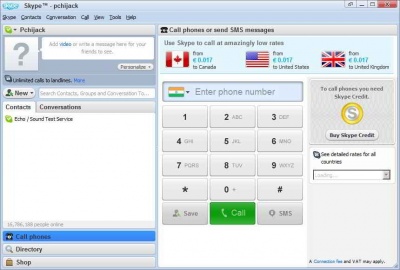 Skype™ - pchijack
Skype Contacts Conversation Call View Tools Help
Pchijack
Add video or write a message here for your friends to see.
Personalise
Unlimited calls to landlines. More
New
Search Contacts, Groups and Conversation To...
Contacts Conversations
Echo / Sound Test Service
people online
Call phones
Directory
Shop
Call phones or send SMS messages
Use Skype to call at amazingly low rates
from
€ 0.017
to Canada
from
€ 0.017
to United States
from
€ 0.017
to United Kingdom
Enter phone number
1
2 ABC
3 DEF
4 GHI
5 JKL
6 MNO
7 PQRS
8 TUV
9 WXYZ
*
0 +
#
Save
Call
SMS
To call phones you need Skype Credit.
S
Buy Skype Credit
See detailed rates for all countries
Loading...
A Connection fee and VAT may apply.